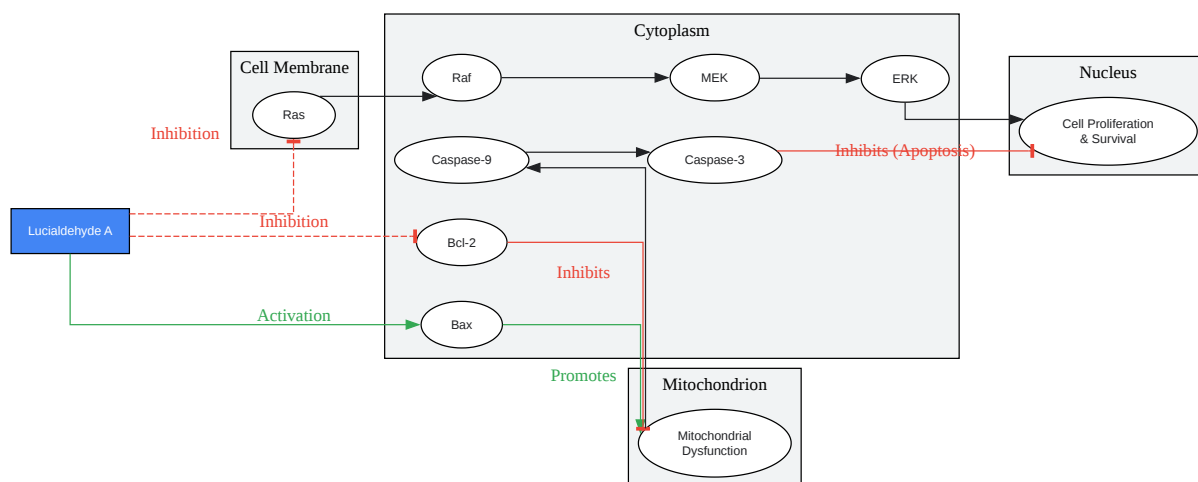 Cytoplasm
Cell Membrane
Nucleus
Raf
MEK
ERK
Ras
Cell Proliferation
& Survival
Inhibition
Caspase-9
Caspase-3
Inhibits (Apoptosis)
Lucialdehyde A
Inhibition
Bcl-2
Inhibits
Activation
Bax
Promotes
Mitochondrion
Mitochondrial
Dysfunction